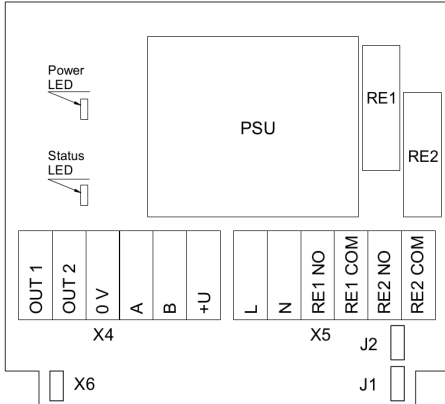 Power
LED
PSU
RE1
RE2
Status
LED
OUT 1
OUT 2
0 V
A
B
+U
L
N
RE1 NO
RE1 COM
RE2 NO
RE2 COM
X4
X5
J2
X6
J1